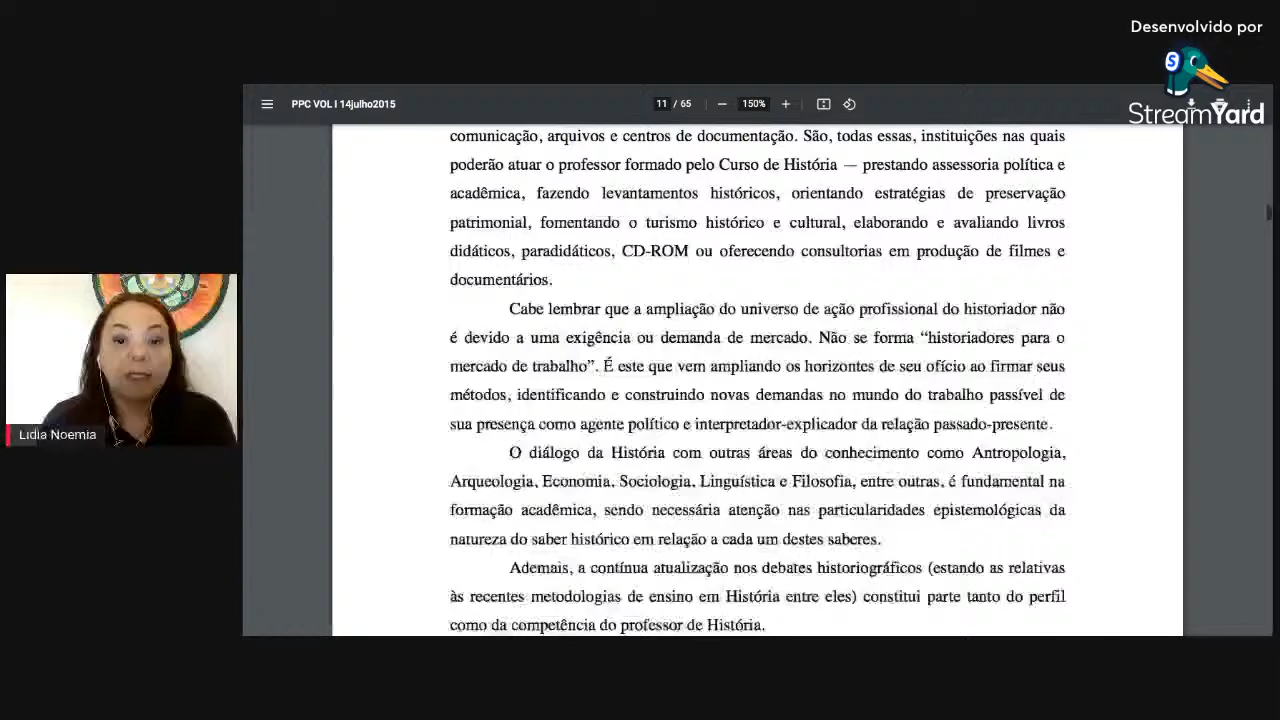 Desenvolvido por
StreamYard
PPC VOL I 14julho2015
11 / 65
150%
comunicação, arquivos e centros de documentação. São, todas essas, instituições nas quais
poderão atuar o professor formado pelo Curso de História — prestando assessoria política e
acadêmica, fazendo levantamentos históricos, orientando estratégias de preservação
patrimonial, fomentando o turismo histórico e cultural, elaborando e avaliando livros
didáticos, paradidáticos, CD-ROM ou oferecendo consultorias em produção de filmes e
documentários.
Cabe lembrar que a ampliação do universo de ação profissional do historiador não
é devido a uma exigência ou demanda de mercado. Não se forma “historiadores para o
mercado de trabalho”. É este que vem ampliando os horizontes de seu ofício ao firmar seus
métodos, identificando e construindo novas demandas no mundo do trabalho passível de
sua presença como agente político e interpretador-explicador da relação passado-presente.
O diálogo da História com outras áreas do conhecimento como Antropologia,
Arqueologia, Economia, Sociologia, Linguística e Filosofia, entre outras, é fundamental na
formação acadêmica, sendo necessária atenção nas particularidades epistemológicas da
natureza do saber histórico em relação a cada um destes saberes.
Ademais, a contínua atualização nos debates historiográficos (estando as relativas
às recentes metodologias de ensino em História entre eles) constitui parte tanto do perfil
como da competência do professor de História.
Lidia Noemia